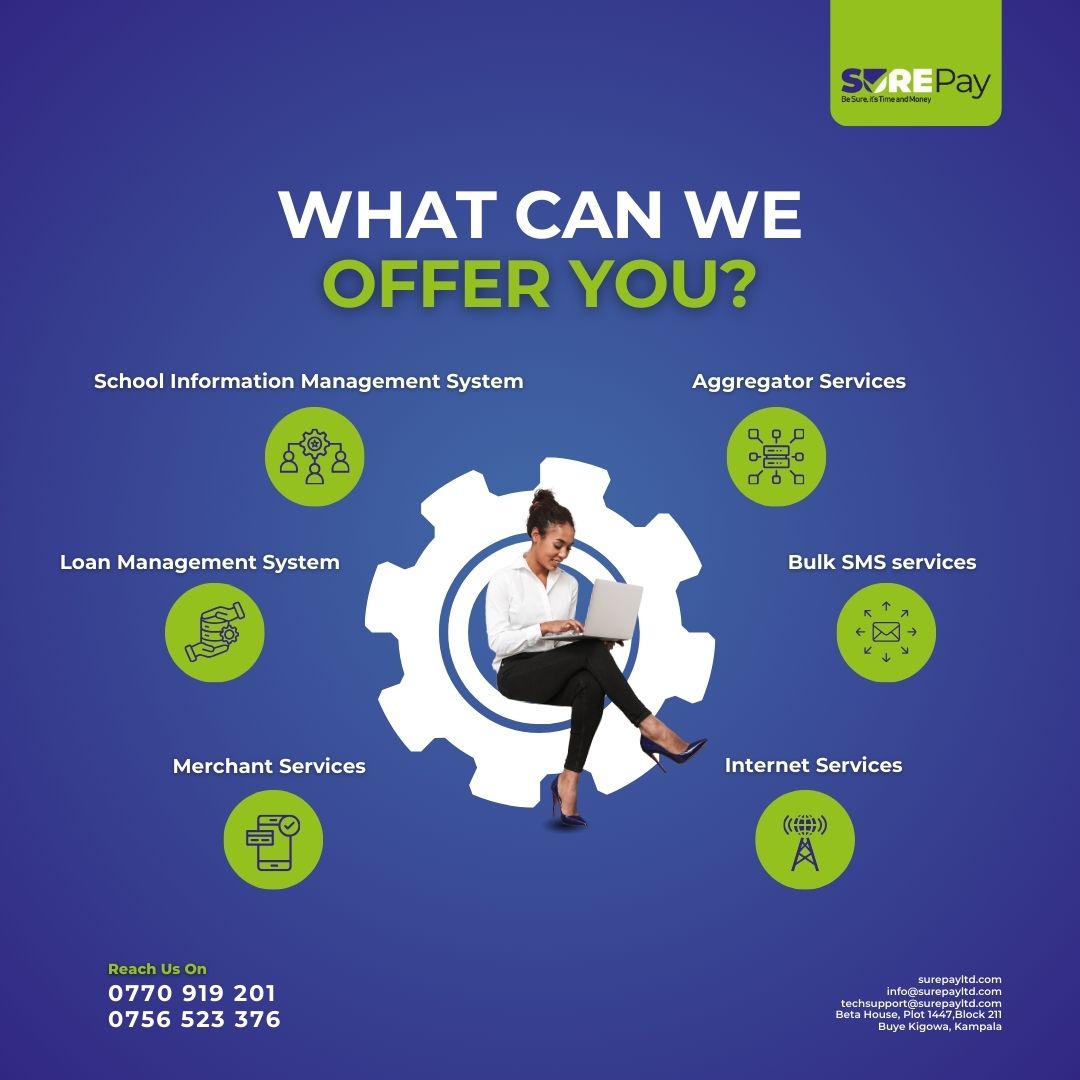 SUREPay
Be Sure, it's Time and Money
WHAT CAN WE
OFFER YOU?
School Information Management System
Aggregator Services
Loan Management System
Bulk SMS services
Merchant Services
Internet Services
Reach Us On
0770 919 201
0756 523 376
surepayltd.com
info@surepayltd.com
techsupport@surepayltd.com
Beta House, Plot 1447,Block 211
Buye Kigowa, Kampala